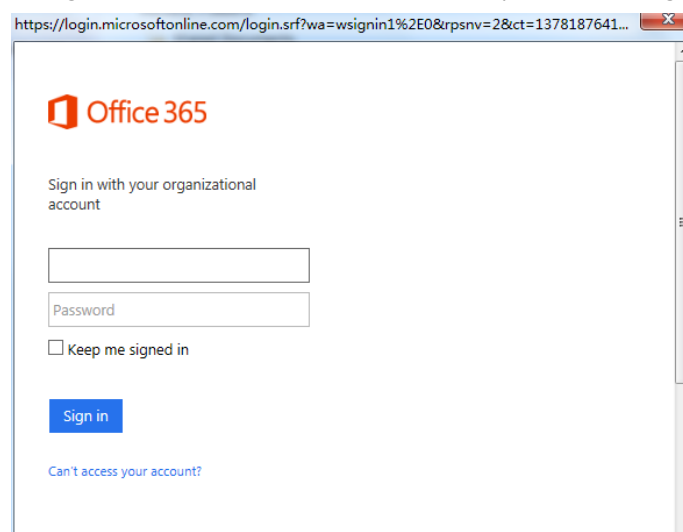 https://login.microsoftonline.com/login.srf?wa=wsignin1%2E0&rpsnv=2&ct=1378187641...
Office 365
Sign in with your organizational
account
Password
Keep me signed in
Sign in
Can't access your account?